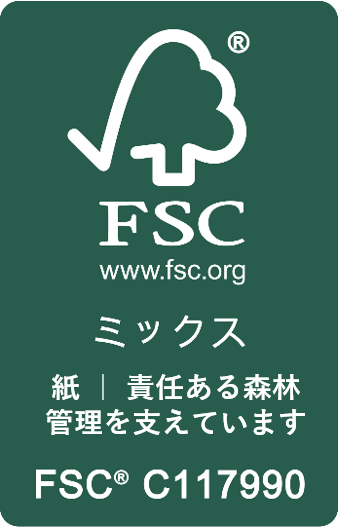 ®
FSC
www.fsc.org
ミックス
紙 | 責任ある森林
管理を支えています
FSC® C117990